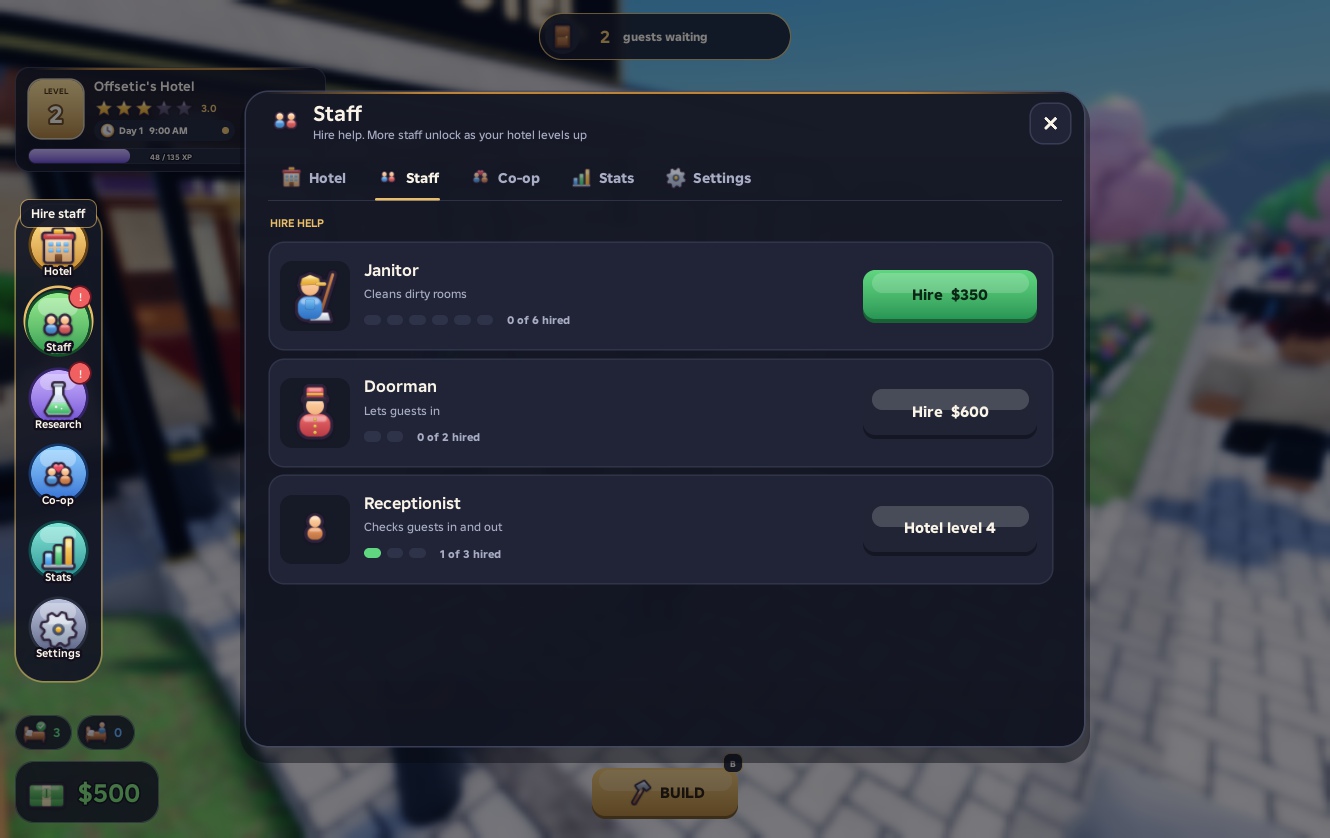 2 guests waiting
LEVEL
2
Offsetic's Hotel
3.0
Day 1 9:00 AM
48 / 135 XP
Staff
Hire help. More staff unlock as your hotel levels up
Hotel
Staff
Co-op
Stats
Settings
Hire staff
Hotel
!
Staff
!
Research
Co-op
Stats
Settings
HIRE HELP
Janitor
Cleans dirty rooms
0 of 6 hired
Hire $350
Doorman
Lets guests in
0 of 2 hired
Hire $600
Receptionist
Checks guests in and out
1 of 3 hired
Hotel level 4
3
0
$500
B
BUILD